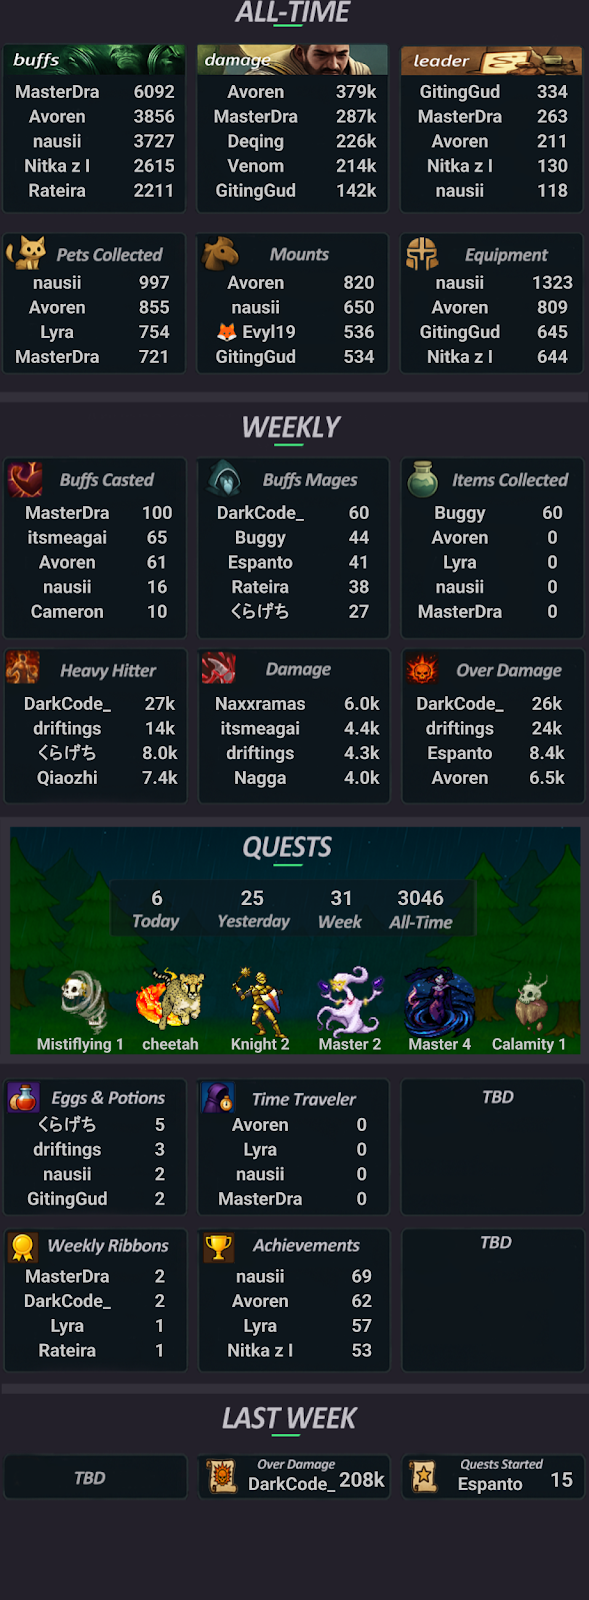 ALL-TIME
buffs
MasterDra 6092
Avoren 3856
nausii 3727
Nitka z l 2615
Rateira 2211
damage
Avoren 379k
MasterDra 287k
Deqing 226k
Venom 214k
GitingGud 142k
leader
GitingGud 334
MasterDra 263
Avoren 211
Nitka z l 130
nausii 118
Pets Collected
nausii 997
Avoren 855
Lyra 754
MasterDra 721
Mounts
Avoren 820
nausii 650
🦊 Evyl19 536
GitingGud 534
Equipment
nausii 1323
Avoren 809
GitingGud 645
Nitka z l 644
WEEKLY
Buffs Casted
MasterDra 100
itsmeagai 65
Avoren 61
nausii 16
Cameron 10
Buffs Mages
DarkCode_ 60
Buggy 44
Espanto 41
Rateira 38
くらげち 27
Items Collected
Buggy 60
Avoren 0
Lyra 0
nausii 0
MasterDra 0
Heavy Hitter
DarkCode_ 27k
driftings 14k
くらげち 8.0k
Qiaozhi 7.4k
Damage
Naxxramas 6.0k
itsmeagai 4.4k
driftings 4.3k
Nagga 4.0k
Over Damage
DarkCode_ 26k
driftings 24k
Espanto 8.4k
Avoren 6.5k
QUESTS
6 25 31 3046
Today Yesterday Week All-Time
Mistiflying 1 cheetah Knight 2 Master 2 Master 4 Calamity 1
Eggs & Potions
くらげち 5
driftings 3
nausii 2
GitingGud 2
Time Traveler
Avoren 0
Lyra 0
nausii 0
MasterDra 0
TBD
Weekly Ribbons
MasterDra 2
DarkCode_ 2
Lyra 1
Rateira 1
Achievements
nausii 69
Avoren 62
Lyra 57
Nitka z l 53
TBD
LAST WEEK
TBD
Over Damage
DarkCode_ 208k
Quests Started
Espanto 15